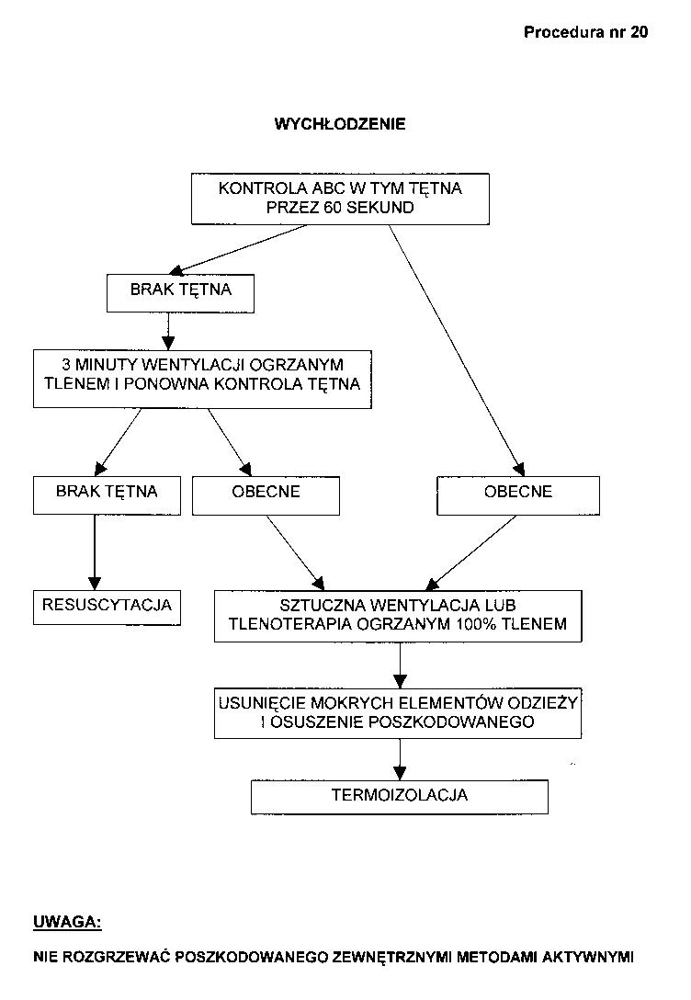 Procedura nr 20
WYCHŁODZENIE
KONTROLA ABC W TYM TĘTNA
PRZEZ 60 SEKUND
BRAK TĘTNA
3 MINUTY WENTYLACJI OGRZANYM
TLENEM I PONOWNA KONTROLA TĘTNA
BRAK TĘTNA
OBECNE
OBECNE
RESUSCYTACJA
SZTUCZNA WENTYLACJA LUB
TLENOTERAPIA OGRZANYM 100% TLENEM
USUNIĘCIE MOKRYCH ELEMENTÓW ODZIEŻY
I OSUSZENIE POSZKODOWANEGO
TERMOIZOLACJA
UWAGA:
NIE ROZGRZEWAĆ POSZKODOWANEGO ZEWNĘTRZNYMI METODAMI AKTYWNYMI